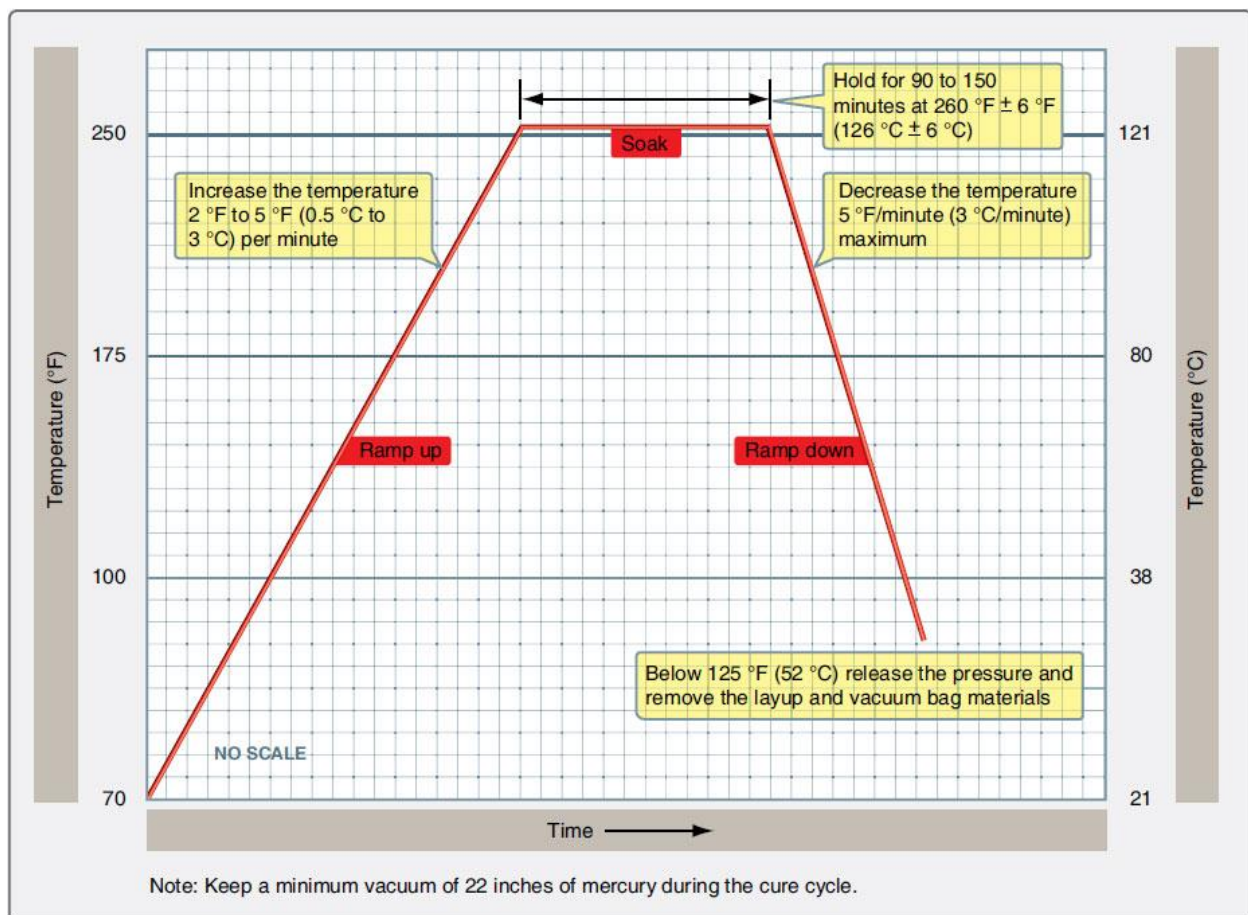 Hold for 90 to 150
minutes at 260 °F ± 6 °F
(126 °C ± 6 °C)
250
121
Soak
Increase the temperature
2 °F to 5 °F (0.5 °C to
3 °C) per minute
Decrease the temperature
5 °F/minute (3 °C/minute)
maximum
Temperature (°F)
175
80
Temperature (°C)
Ramp up
Ramp down
100
38
Below 125 °F (52 °C) release the pressure and
remove the layup and vacuum bag materials
NO SCALE
70
21
Time
Note: Keep a minimum vacuum of 22 inches of mercury during the cure cycle.